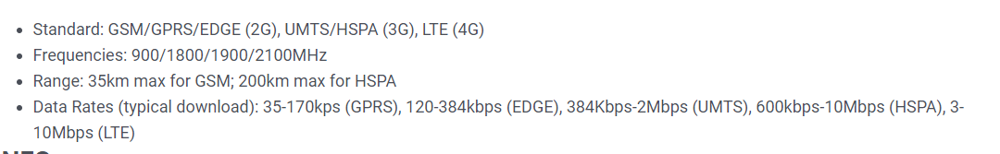 • Standard: GSM/GPRS/EDGE (2G), UMTS/HSPA (3G), LTE (4G)
• Frequencies: 900/1800/1900/2100MHz
• Range: 35km max for GSM; 200km max for HSPA
• Data Rates (typical download): 35-170kps (GPRS), 120-384kbps (EDGE), 384Kbps-2Mbps (UMTS), 600kbps-10Mbps (HSPA), 3-
10Mbps (LTE)